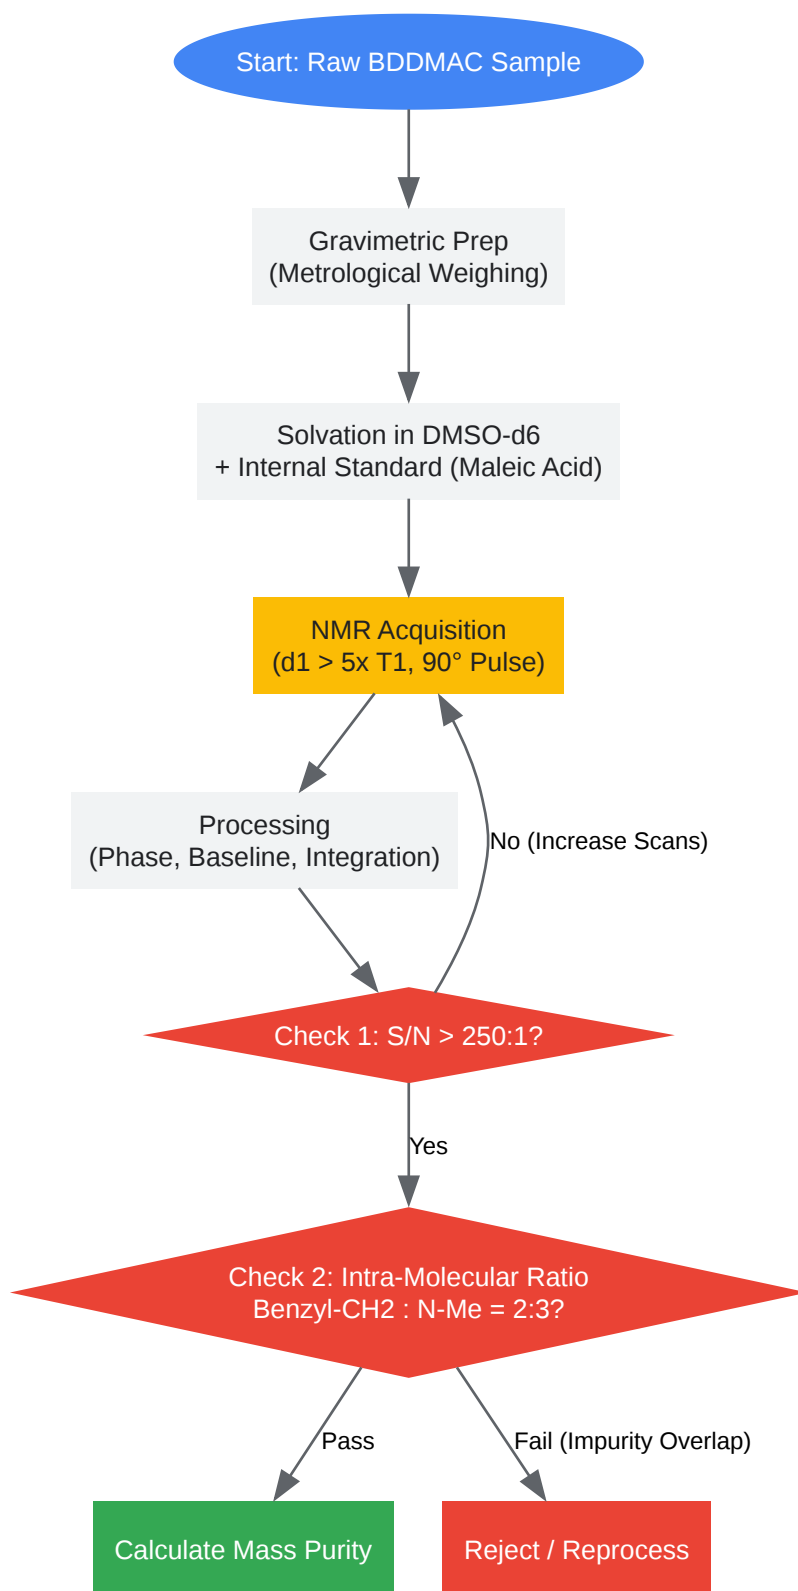 Start: Raw BDDMAC Sample
Gravimetric Prep
(Metrological Weighing)
Solvation in DMSO-d6
+ Internal Standard (Maleic Acid)
NMR Acquisition
(d1 > 5x T1, 90° Pulse)
Processing
(Phase, Baseline, Integration)
No (Increase Scans)
Check 1: S/N > 250:1?
Yes
Check 2: Intra-Molecular Ratio
Benzyl-CH2 : N-Me = 2:3?
Pass
Fail (Impurity Overlap)
Calculate Mass Purity
Reject / Reprocess